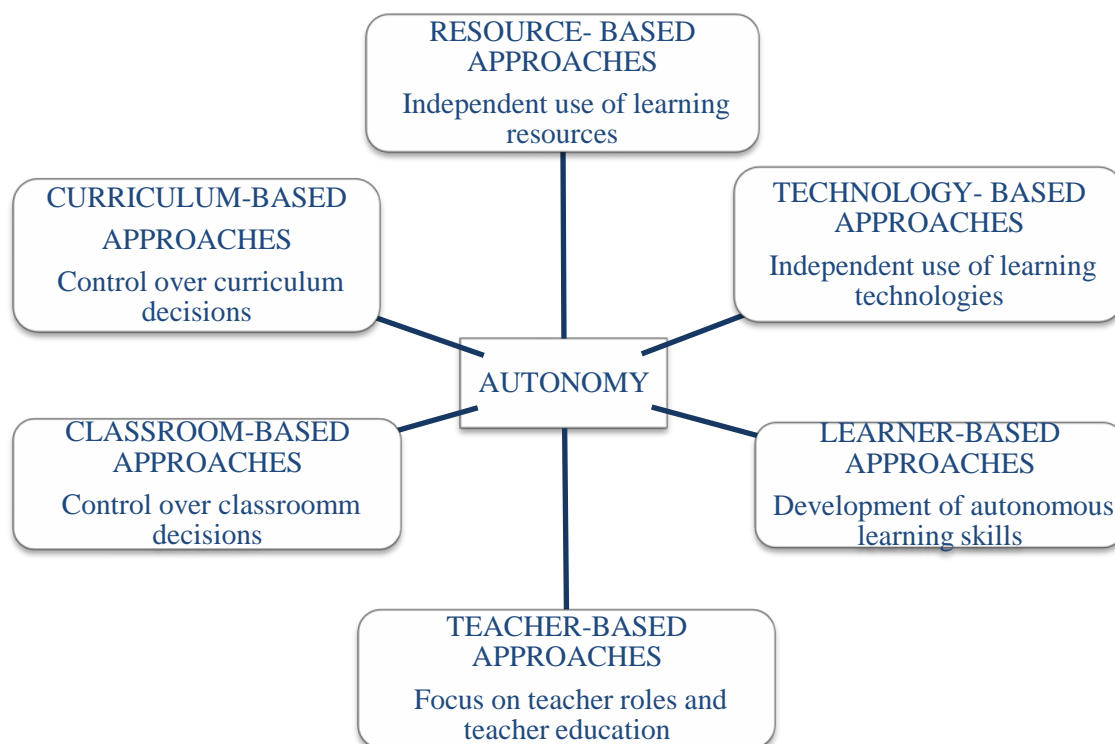 RESOURCE- BASED
APPROACHES
Independent use of learning
resources
CURRICULUM-BASED
APPROACHES
Control over curriculum
decisions
TECHNOLOGY- BASED
APPROACHES
Independent use of learning
technologies
AUTONOMY
CLASSROOM-BASED
APPROACHES
Control over classroomm
decisions
LEARNER-BASED
APPROACHES
Development of autonomous
learning skills
TEACHER-BASED
APPROACHES
Focus on teacher roles and
teacher education